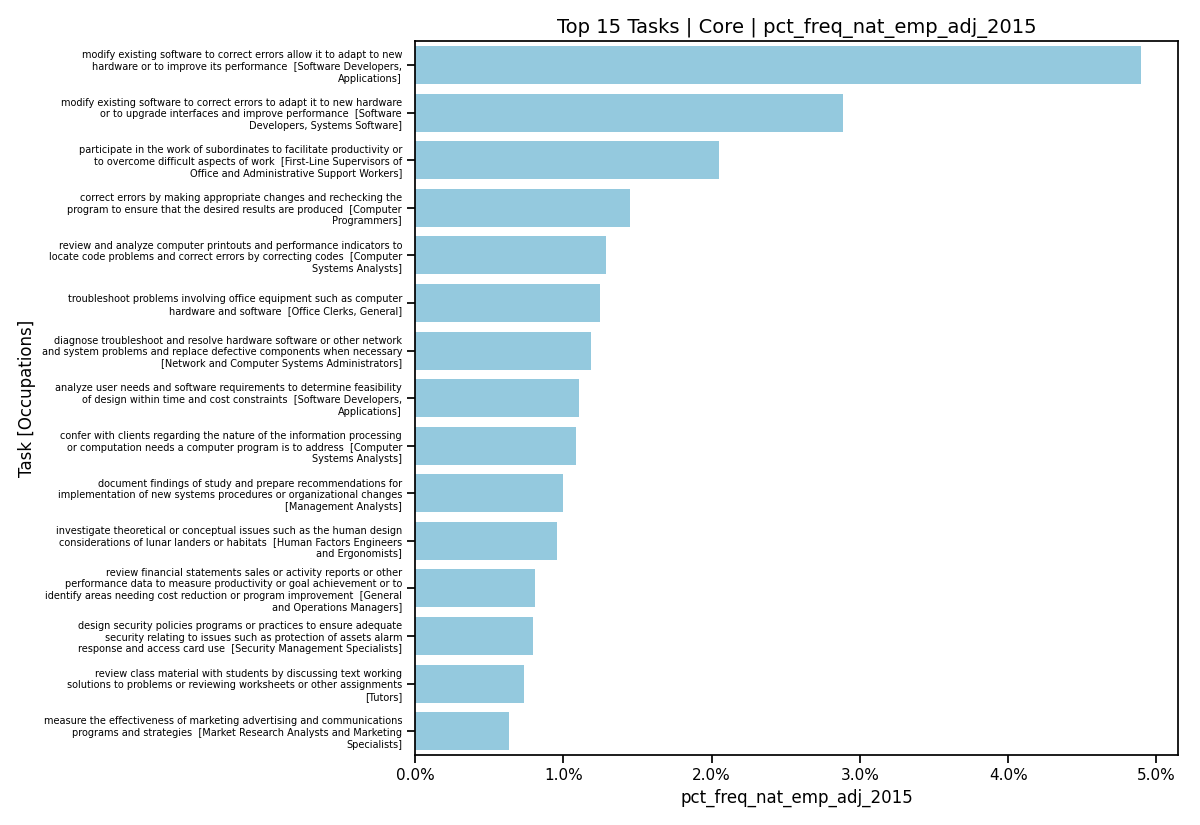 Top 15 Tasks | Core | pct_freq_nat_emp_adj_2015
modify existing software to correct errors allow it to adapt to new
hardware or to improve its performance  [Software Developers,
Applications]
modify existing software to correct errors to adapt it to new hardware
or to upgrade interfaces and improve performance  [Software
Developers, Systems Software]
participate in the work of subordinates to facilitate productivity or
to overcome difficult aspects of work  [First-Line Supervisors of
Office and Administrative Support Workers]
correct errors by making appropriate changes and rechecking the
program to ensure that the desired results are produced  [Computer
Programmers]
review and analyze computer printouts and performance indicators to
locate code problems and correct errors by correcting codes  [Computer
Systems Analysts]
troubleshoot problems involving office equipment such as computer
hardware and software  [Office Clerks, General]
diagnose troubleshoot and resolve hardware software or other network
and system problems and replace defective components when necessary
[Network and Computer Systems Administrators]
analyze user needs and software requirements to determine feasibility
of design within time and cost constraints  [Software Developers,
Applications]
confer with clients regarding the nature of the information processing
or computation needs a computer program is to address  [Computer
Systems Analysts]
document findings of study and prepare recommendations for
implementation of new systems procedures or organizational changes
[Management Analysts]
investigate theoretical or conceptual issues such as the human design
considerations of lunar landers or habitats  [Human Factors Engineers
and Ergonomists]
review financial statements sales or activity reports or other
performance data to measure productivity or goal achievement or to
identify areas needing cost reduction or program improvement  [General
and Operations Managers]
design security policies programs or practices to ensure adequate
security relating to issues such as protection of assets alarm
response and access card use  [Security Management Specialists]
review class material with students by discussing text working
solutions to problems or reviewing worksheets or other assignments
[Tutors]
measure the effectiveness of marketing advertising and communications
programs and strategies  [Market Research Analysts and Marketing
Specialists]
Task [Occupations]
0.0% 1.0% 2.0% 3.0% 4.0% 5.0%
pct_freq_nat_emp_adj_2015